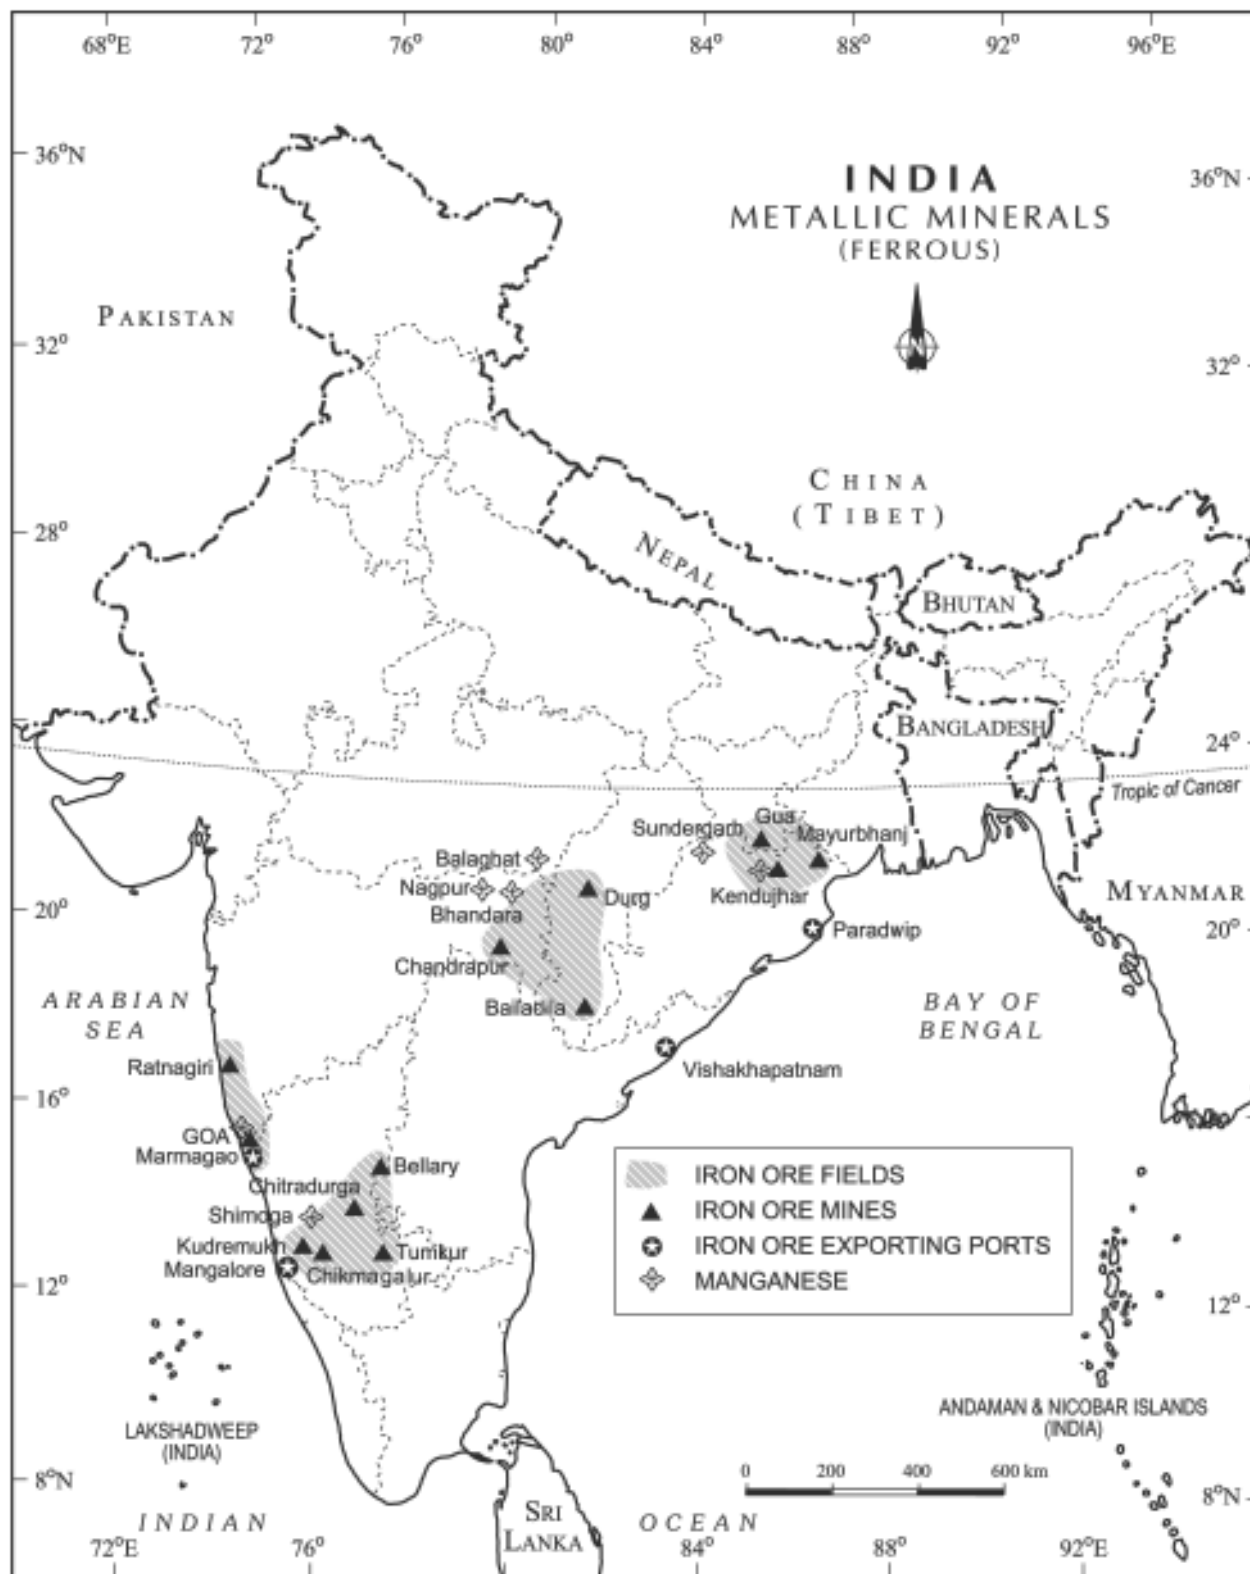 68°E 72° 76° 80° 84° 88° 92° 96°E
36°N
36°N
INDIA
METALLIC MINERALS
(FERROUS)
N
PAKISTAN
32°
32°
CHINA
(TIBET)
28°
NEPAL
BHUTAN
BANGLADESH
24°
Tropic of Cancer
Gua
Sundergarh
Mayurbhanj
Balaghat
Nagpur
Durg
Kendujhar
MYANMAR
20°
Bhandara
20°
Paradwip
Chandrapur
ARABIAN
SEA
Bailadila
BAY OF
BENGAL
Ratnagiri
Vishakhapatnam
16°
GOA
Marmagao
Bellary
Chitradurga
Shimoga
Kudremukh
Tumkur
Mangalore
Chikmagalur
IRON ORE FIELDS
IRON ORE MINES
IRON ORE EXPORTING PORTS
MANGANESE
12°
12°
LAKSHADWEEP
(INDIA)
ANDAMAN & NICOBAR ISLANDS
(INDIA)
0 200 400 600 km
8°N
8°N
SRI
LANKA
INDIAN OCEAN
72°E 76° 84° 88° 92°E